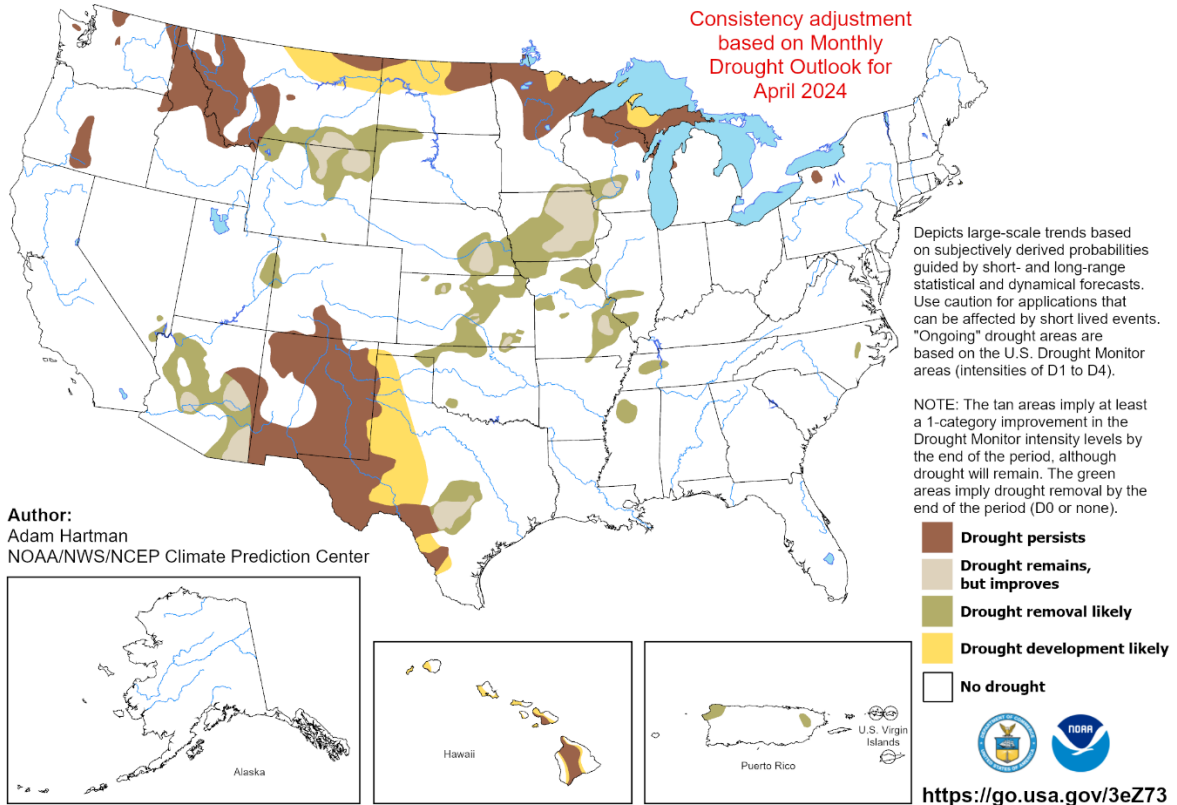 Consistency adjustment
based on Monthly
Drought Outlook for
April 2024
Depicts large-scale trends based
on subjectively derived probabilities
guided by short- and long-range
statistical and dynamical forecasts.
Use caution for applications that
can be affected by short lived events.
"Ongoing" drought areas are
based on the U.S. Drought Monitor
areas (intensities of D1 to D4).
NOTE: The tan areas imply at least
a 1-category improvement in the
Drought Monitor intensity levels by
the end of the period, although
drought will remain. The green
areas imply drought removal by the
end of the period (D0 or none).
Author:
Adam Hartman
NOAA/NWS/NCEP Climate Prediction Center
Drought persists
Drought remains,
but improves
Drought removal likely
Drought development likely
No drought
Alaska
Hawaii
Puerto Rico
U.S. Virgin
Islands
NOAA
https://go.usa.gov/3eZ73